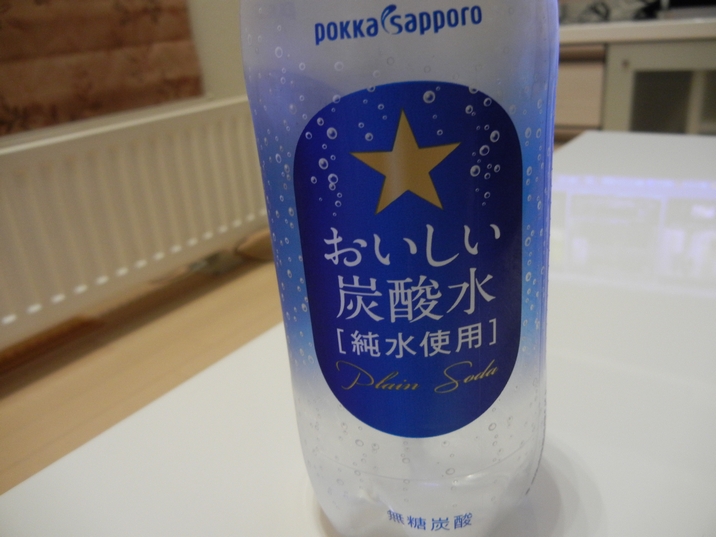 pokka sapporo
おいしい
炭酸水
[純水使用]
Plain Soda
無糖炭酸